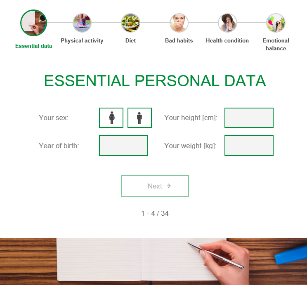 Essential data
Physical activity
Diet
Bad habits
Health condition
Emotional
balance
ESSENTIAL PERSONAL DATA
Your sex:
Your height [cm]:
Year of birth:
Your weight [kg]:
Next
1 - 4 / 34